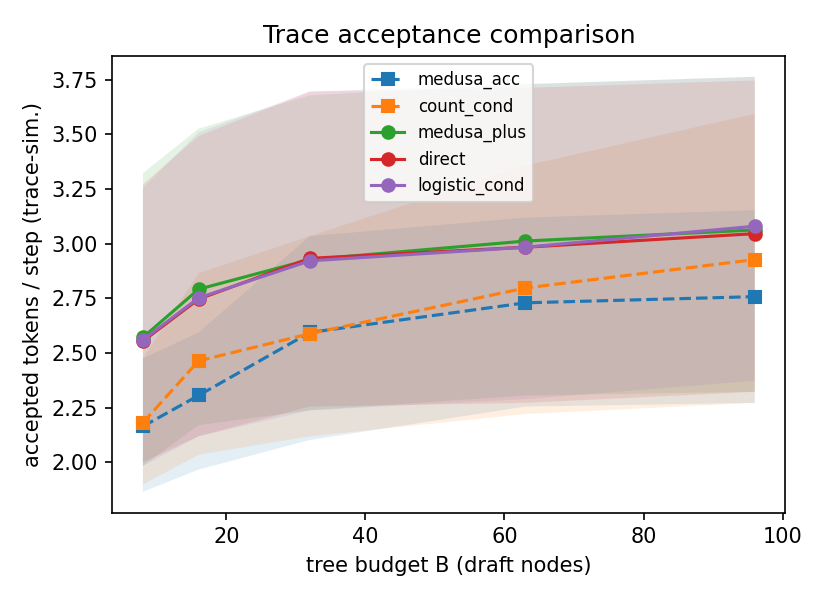 Trace acceptance comparison
accepted tokens / step (trace-sim.)
3.75
3.50
3.25
3.00
2.75
2.50
2.25
2.00
medusa_acc
count_cond
medusa_plus
direct
logistic_cond
20
40
60
80
100
tree budget B (draft nodes)